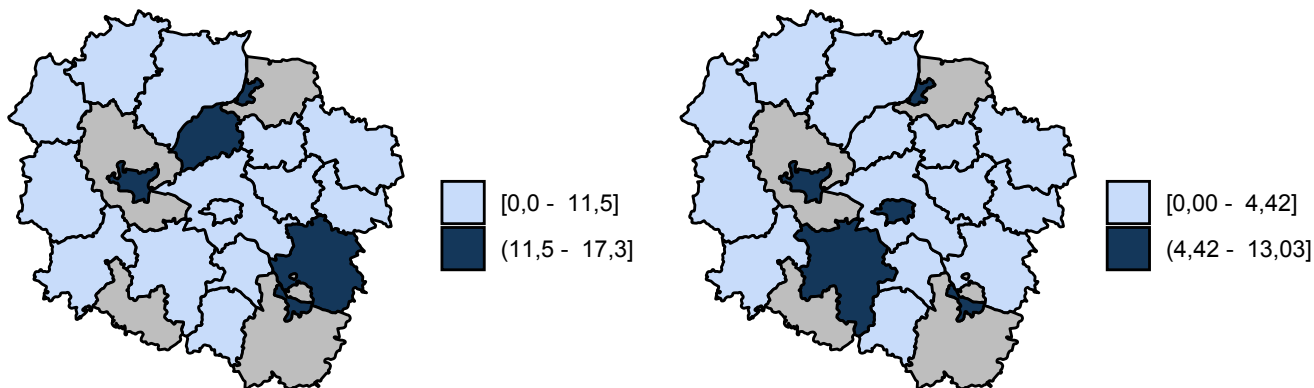 [0,0 - 11,5]
(11,5 - 17,3]
[0,00 - 4,42]
(4,42 - 13,03]